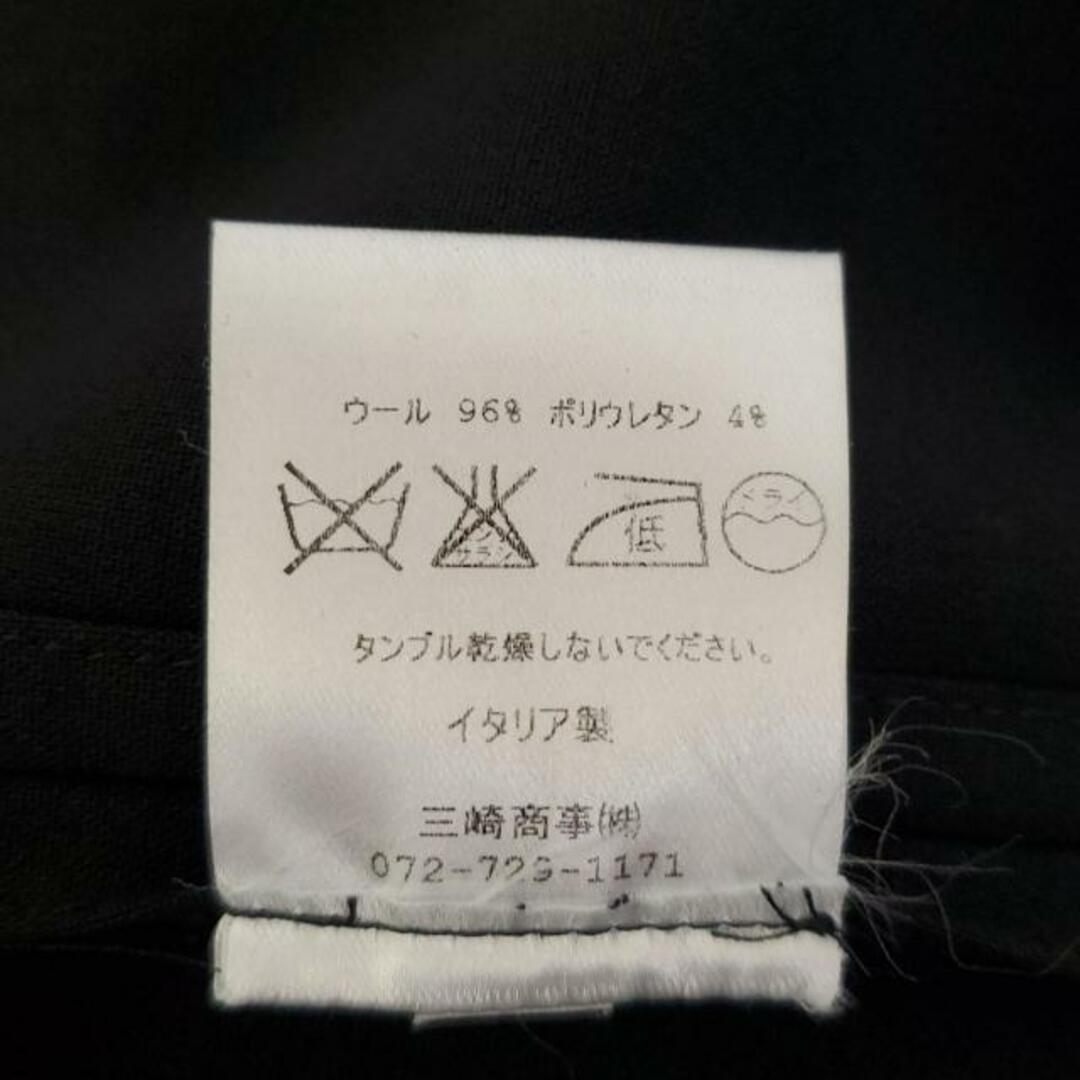 ウール 96% ポリウレタン 4%
低
ドライ
タンブル乾燥しないでください。
イタリア製
三崎商事㈱
072-729-1171